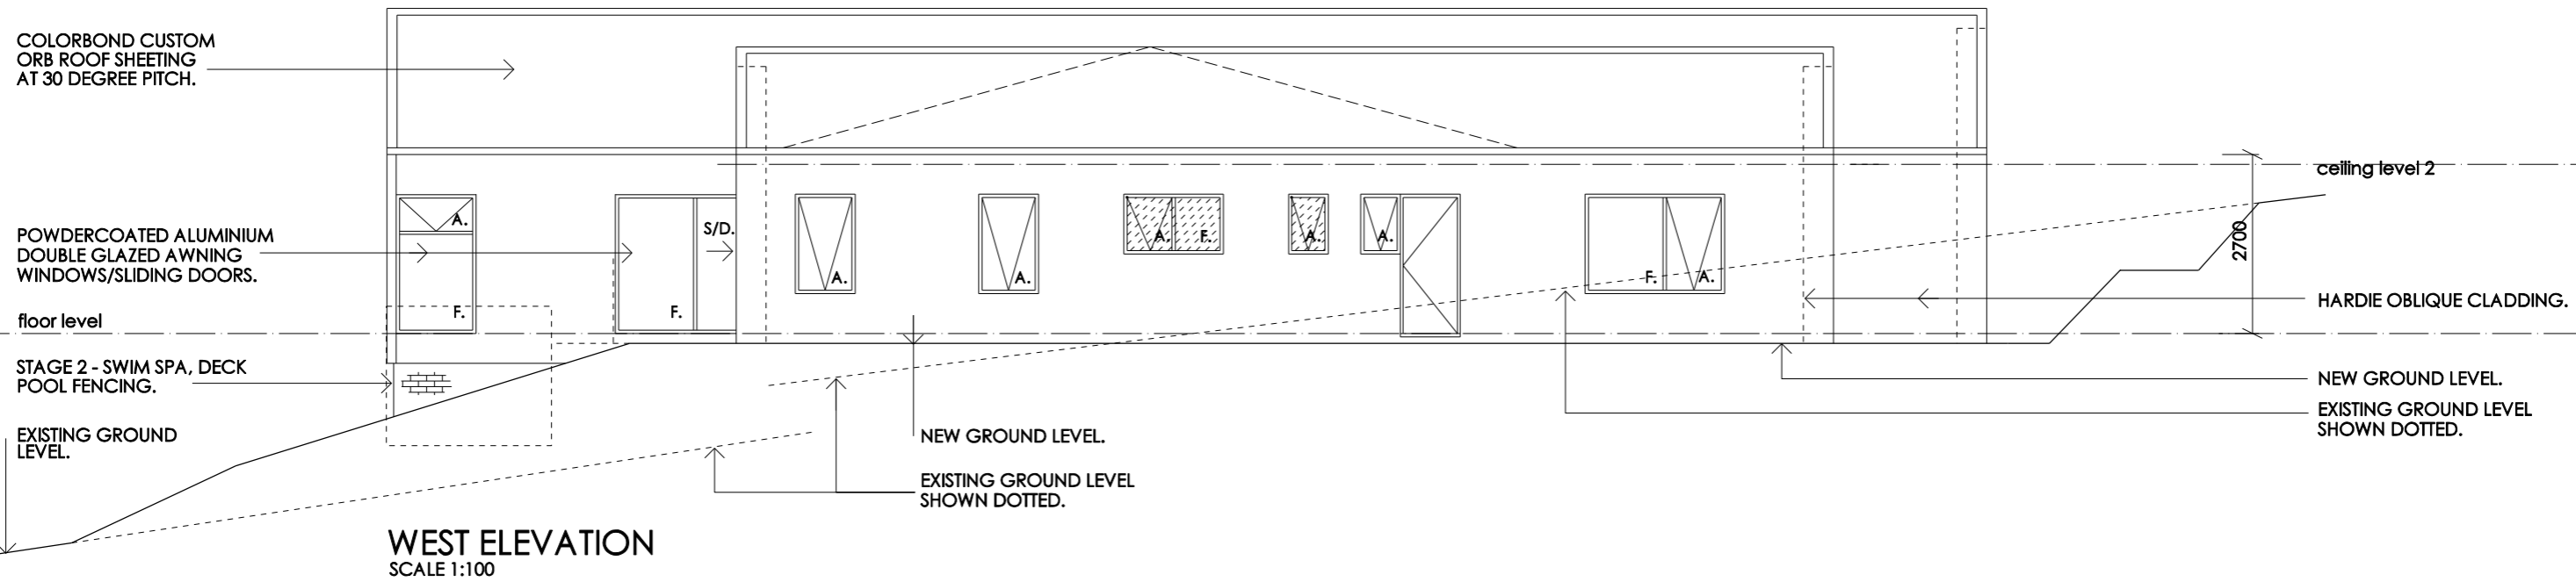 COLORBOND CUSTOM
ORB ROOF SHEETING
AT 30 DEGREE PITCH.
POWDERCOATED ALUMINIUM
DOUBLE GLAZED AWNING
WINDOWS/SLIDING DOORS.
floor level
STAGE 2 - SWIM SPA, DECK
POOL FENCING.
EXISTING GROUND
LEVEL.
A.
F.
F.
S/D.
A.
A.
A.
F.
A.
A.
F.
A.
ceiling level 2
2700
HARDIE OBLIQUE CLADDING.
NEW GROUND LEVEL.
EXISTING GROUND LEVEL
SHOWN DOTTED.
NEW GROUND LEVEL.
EXISTING GROUND LEVEL
SHOWN DOTTED.
WEST ELEVATION
SCALE 1:100